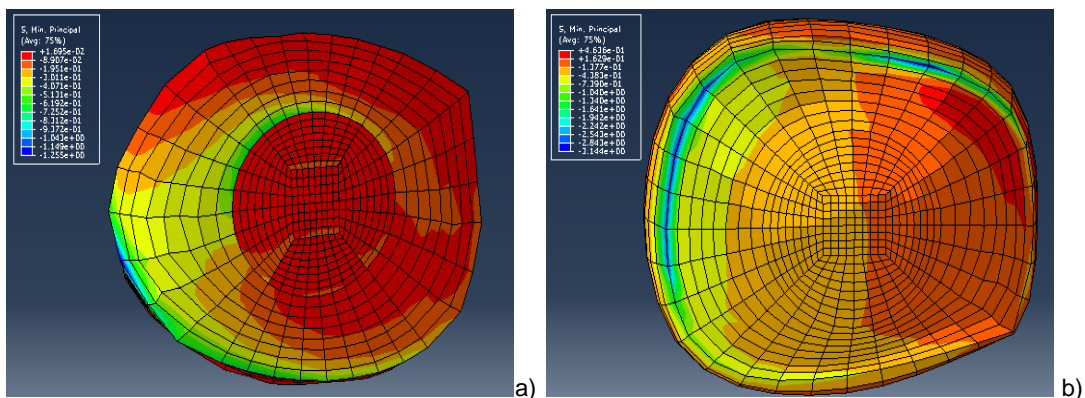 S, Min. Principal
(Avg: 75%)
+1.695e-02
-8.907e-02
-1.951e-01
-3.011e-01
-4.071e-01
-5.131e-01
-6.192e-01
-7.252e-01
-8.312e-01
-9.372e-01
-1.043e+00
-1.149e+00
-1.255e+00
a)
S, Min. Principal
(Avg: 75%)
+4.636e-01
+1.629e-01
-1.377e-01
-4.383e-01
-7.390e-01
-1.040e+00
-1.340e+00
-1.641e+00
-1.942e+00
-2.242e+00
-2.543e+00
-2.843e+00
-3.144e+00
b)